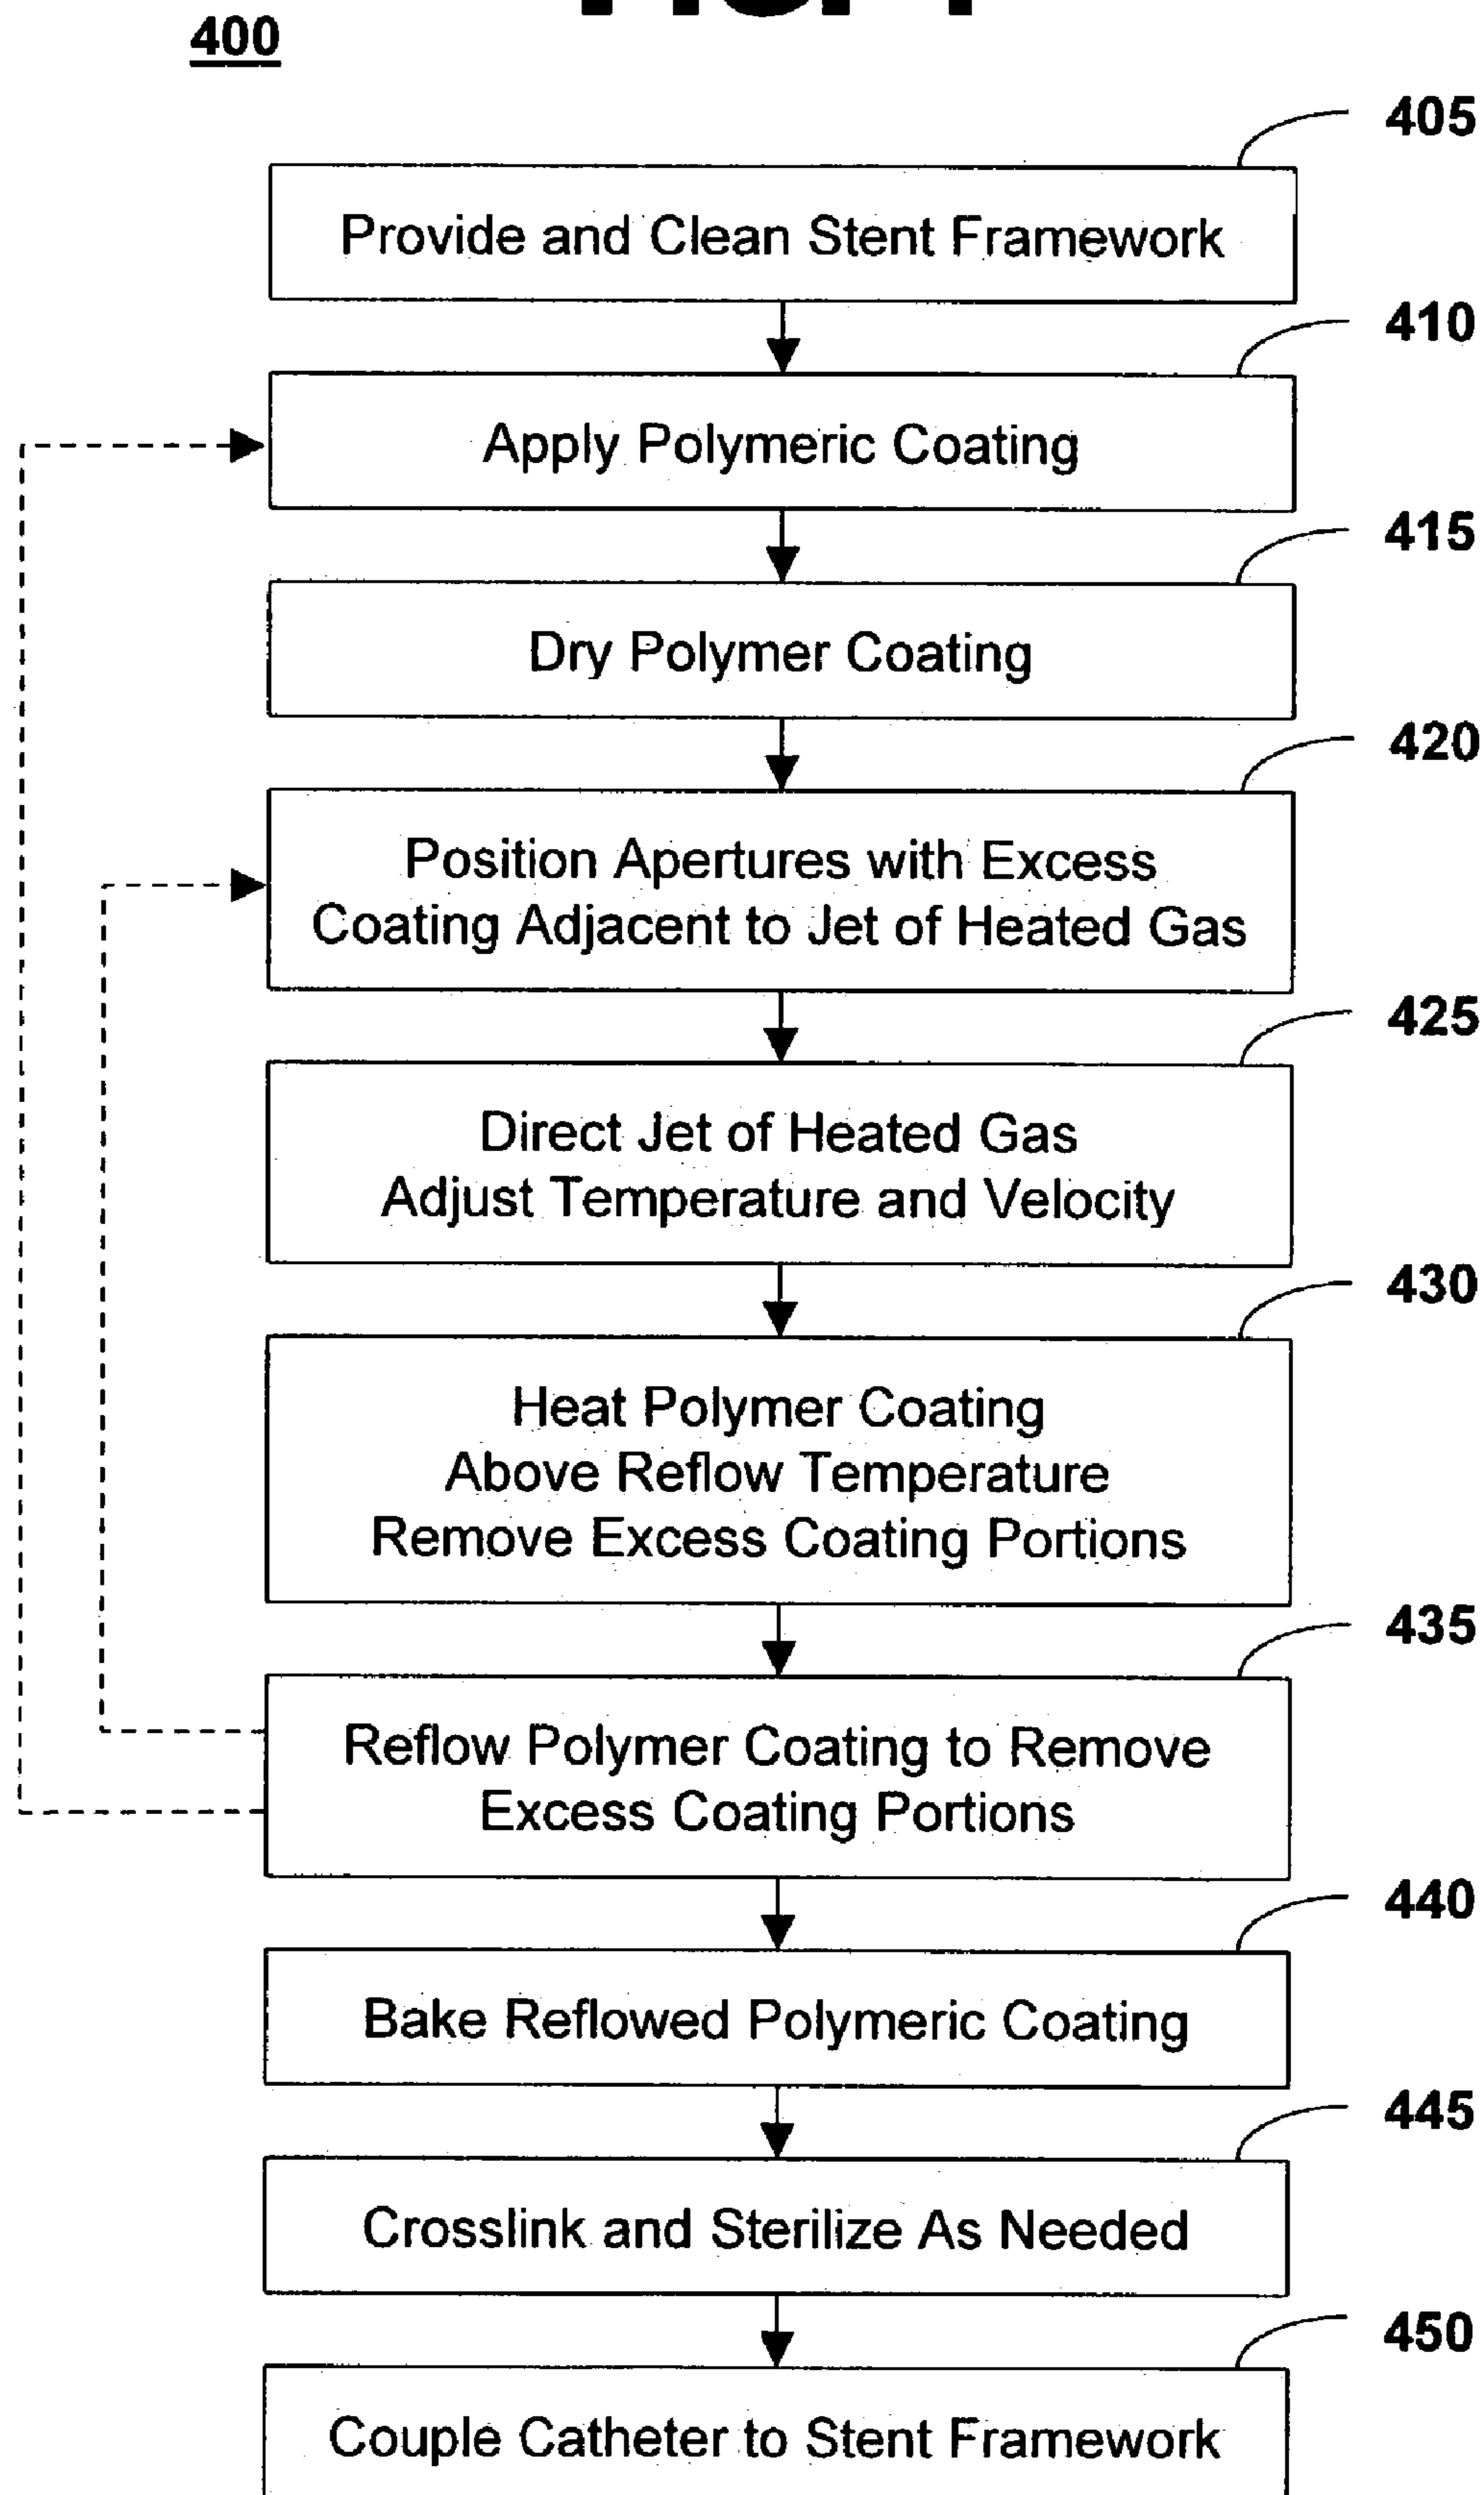 400
405
Provide and Clean Stent Framework
410
Apply Polymeric Coating
415
Dry Polymer Coating
420
Position Apertures with Excess
Coating Adjacent to Jet of Heated Gas
425
Direct Jet of Heated Gas
Adjust Temperature and Velocity
430
Heat Polymer Coating
Above Reflow Temperature
Remove Excess Coating Portions
435
Reflow Polymer Coating to Remove
Excess Coating Portions
440
Bake Reflowed Polymeric Coating
445
Crosslink and Sterilize As Needed
450
Couple Catheter to Stent Framework